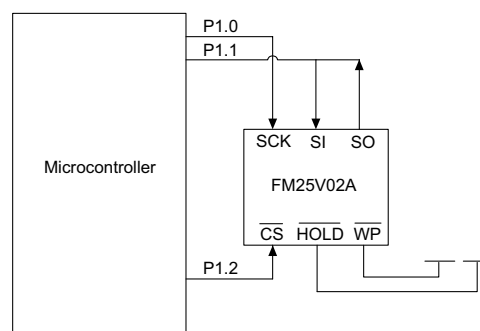 P1.0
P1.1
SCK SI SO
Microcontroller
FM25V02A
CS HOLD WP
P1.2